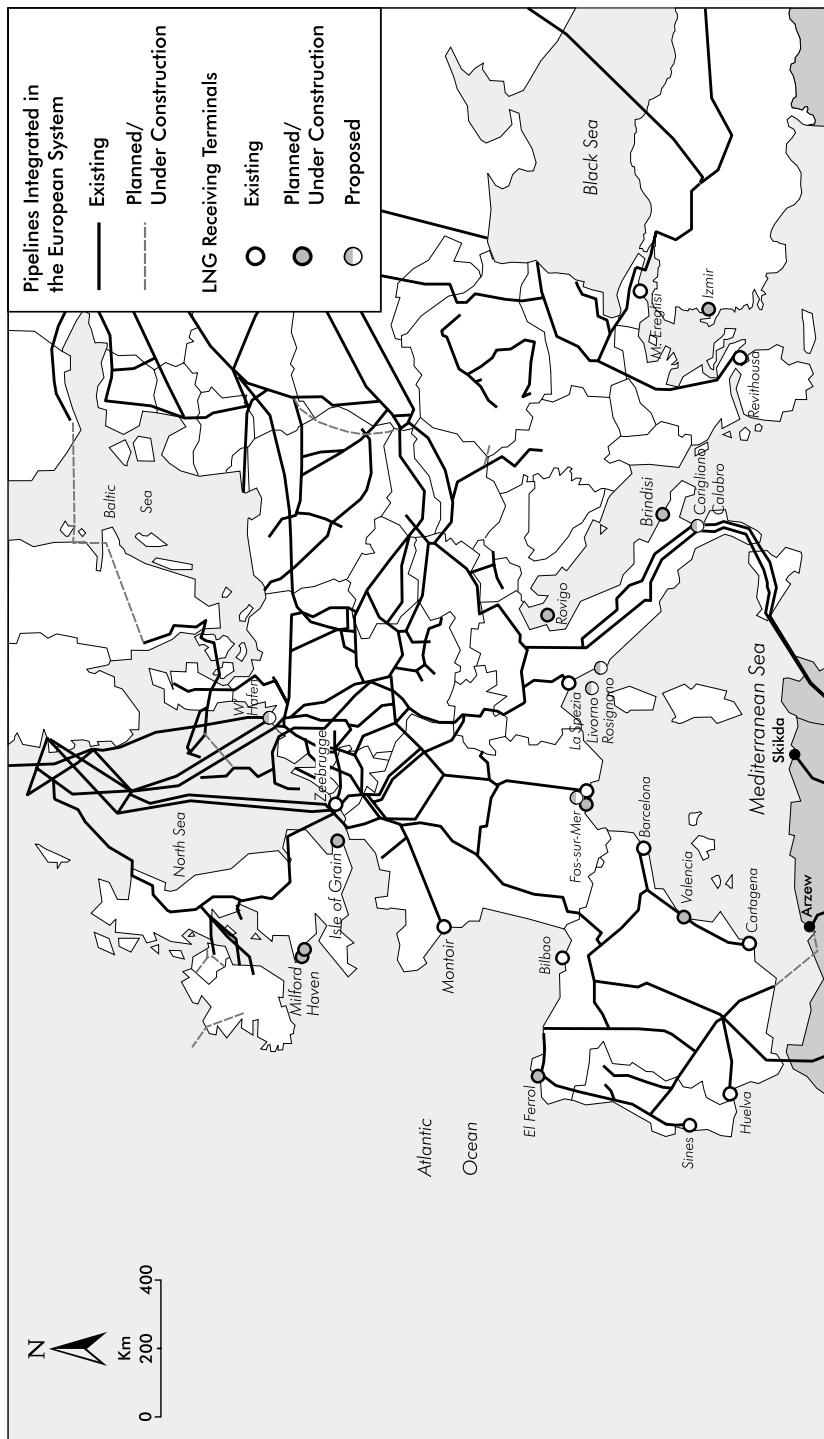 Pipelines Integrated in
the European System
Existing
Planned/
Under Construction
LNG Receiving Terminals
Existing
Planned/
Under Construction
Proposed
N
Km
0 200 400
Atlantic
Ocean
North Sea
Baltic
Sea
Black Sea
Mediterranean Sea
Milford
Haven
Isle of Grain
Zeebrugge
W.
Hafen
Montoir
Bilbao
El Ferrol
Sines
Huelva
Cartagena
Valencia
Barcelona
Fos-sur-Mer
La Spezia
Livorno
Rosignano
Rovigo
Brindisi
Corigliano
Calabro
Revithousa
M. Ereglisi
Izmir
Arzew
Skikda